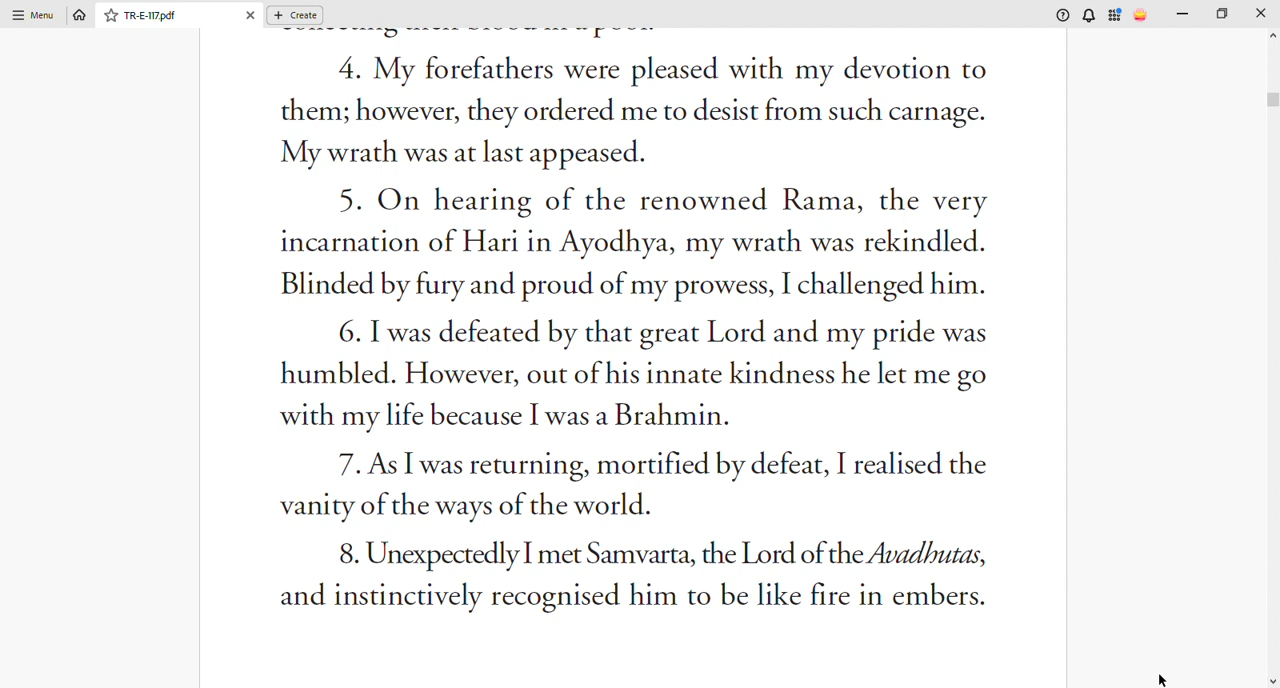 Menu
TR-E-117.pdf
Create
4. My forefathers were pleased with my devotion to
them; however, they ordered me to desist from such carnage.
My wrath was at last appeased.
5. On hearing of the renowned Rama, the very
incarnation of Hari in Ayodhya, my wrath was rekindled.
Blinded by fury and proud of my prowess, I challenged him.
6. I was defeated by that great Lord and my pride was
humbled. However, out of his innate kindness he let me go
with my life because I was a Brahmin.
7. As I was returning, mortified by defeat, I realised the
vanity of the ways of the world.
8. Unexpectedly I met Samvarta, the Lord of the Avadhutas,
and instinctively recognised him to be like fire in embers.